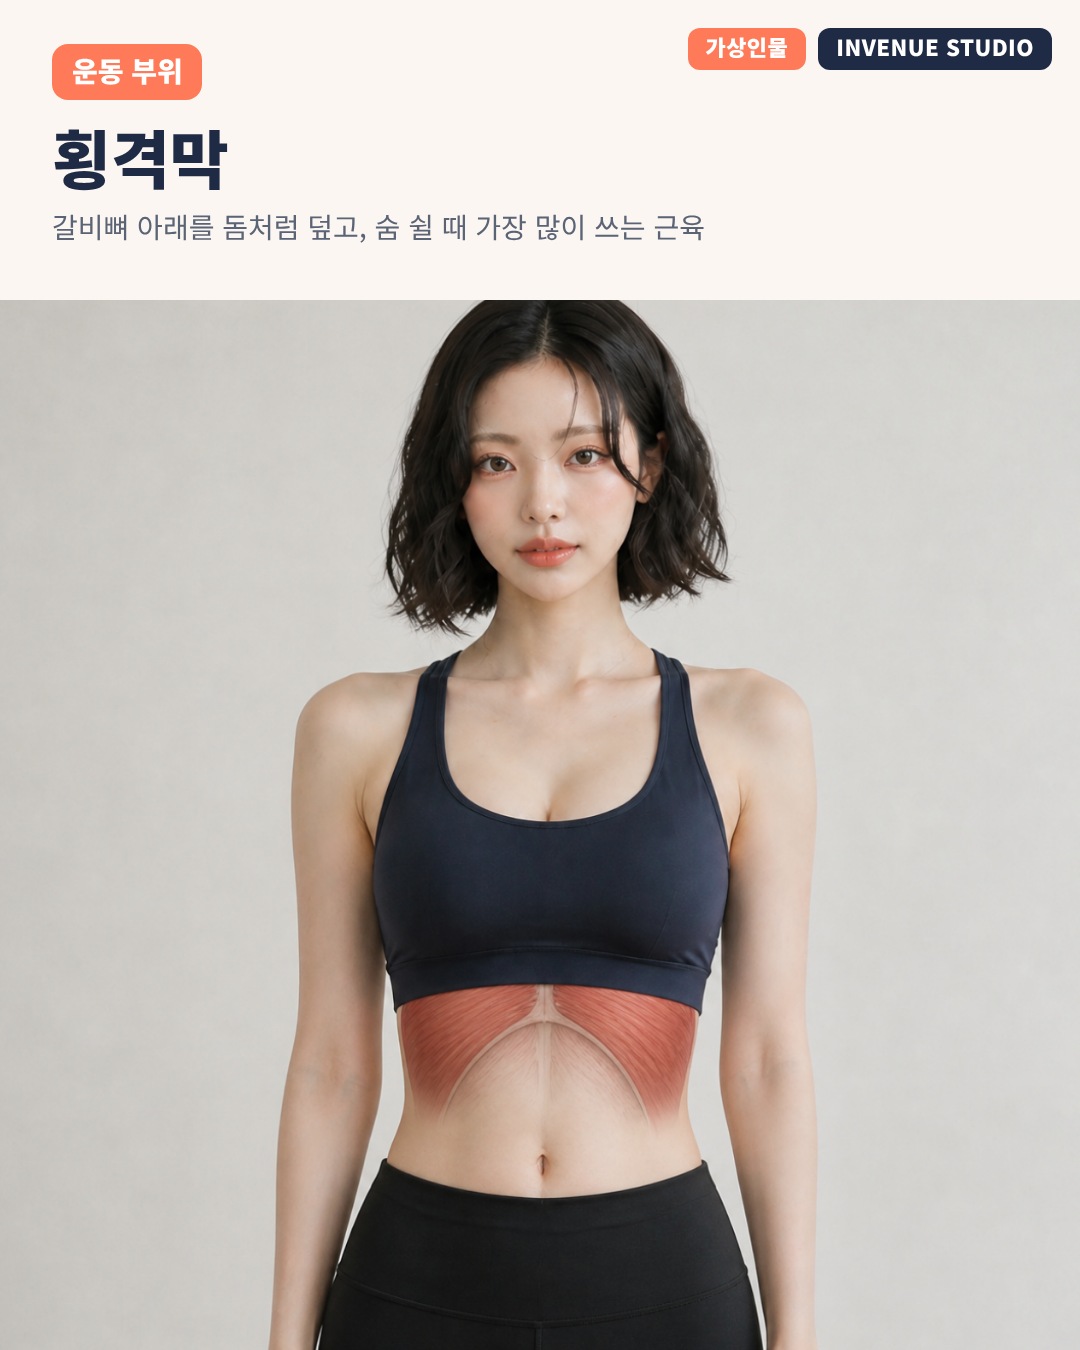 가상인물
INVENUE STUDIO
운동 부위
횡격막
갈비뼈 아래를 돔처럼 덮고, 숨 쉴 때 가장 많이 쓰는 근육